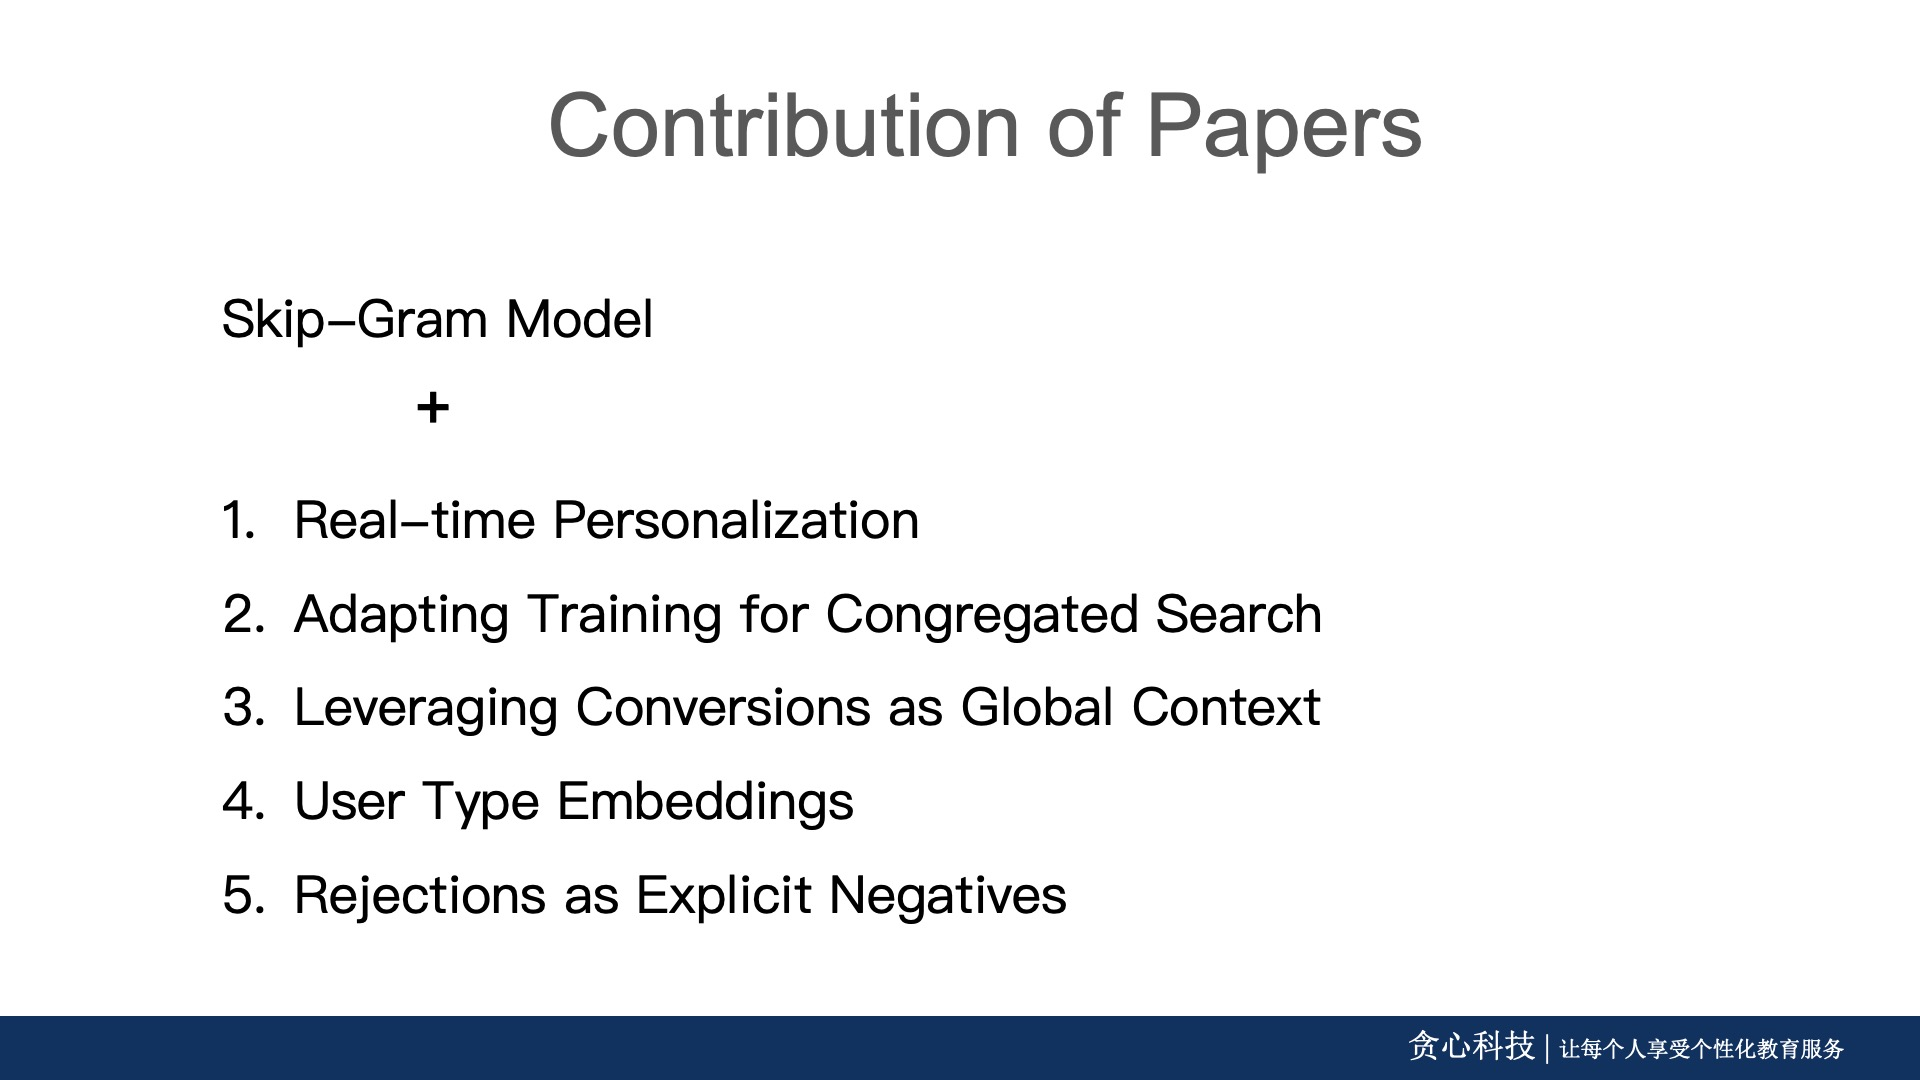 Contribution of Papers
Skip-Gram Model
+
1. Real-time Personalization
2. Adapting Training for Congregated Search
3. Leveraging Conversions as Global Context
4. User Type Embeddings
5. Rejections as Explicit Negatives
贪心科技 | 让每个人享受个性化教育服务